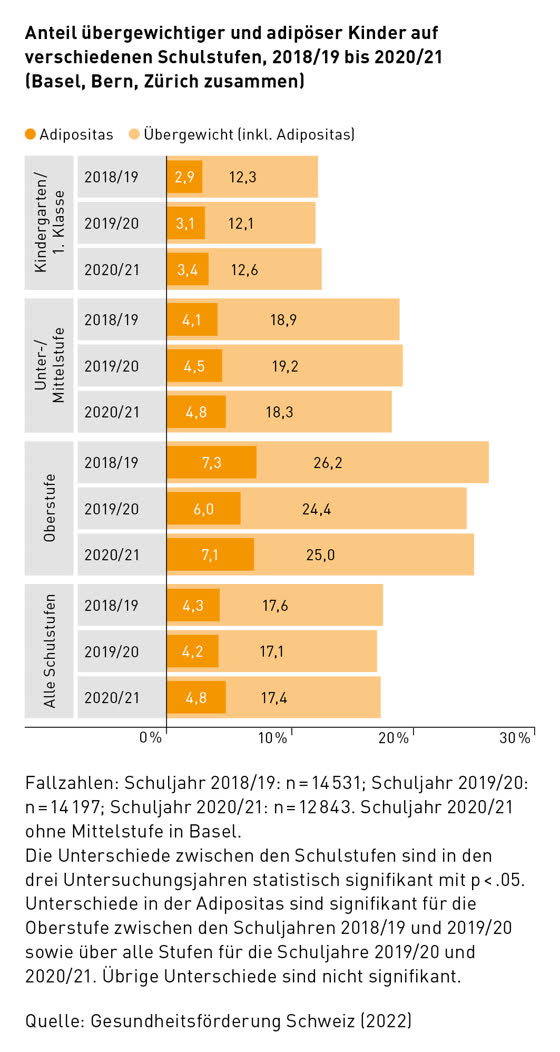 Anteil übergewichtiger und adipöser Kinder auf
verschiedenen Schulstufen, 2018/19 bis 2020/21
(Basel, Bern, Zürich zusammen)
Adipositas Übergewicht (inkl. Adipositas)
Kindergarten/
1. Klasse
2018/19 2,9 12,3
2019/20 3,1 12,1
2020/21 3,4 12,6
Unter-/
Mittelstufe
2018/19 4,1 18,9
2019/20 4,5 19,2
2020/21 4,8 18,3
Oberstufe
2018/19 7,3 26,2
2019/20 6,0 24,4
2020/21 7,1 25,0
Alle Schulstufen
2018/19 4,3 17,6
2019/20 4,2 17,1
2020/21 4,8 17,4
0 % 10 % 20 % 30 %
Fallzahlen: Schuljahr 2018/19: n = 14 531; Schuljahr 2019/20:
n = 14 197; Schuljahr 2020/21: n = 12 843. Schuljahr 2020/21
ohne Mittelstufe in Basel.
Die Unterschiede zwischen den Schulstufen sind in den
drei Untersuchungsjahren statistisch signifikant mit p < .05.
Unterschiede in der Adipositas sind signifikant für die
Oberstufe zwischen den Schuljahren 2018/19 und 2019/20
sowie über alle Stufen für die Schuljahre 2019/20 und
2020/21. Übrige Unterschiede sind nicht signifikant.
Quelle: Gesundheitsförderung Schweiz (2022)